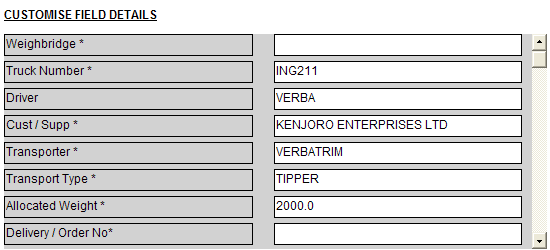 CUSTOMISE FIELD DETAILS
Weighbridge *
Truck Number * ING211
Driver VERBA
Cust / Supp * KENJORO ENTERPRISES LTD
Transporter * VERBATRIM
Transport Type * TIPPER
Allocated Weight * 2000.0
Delivery / Order No*